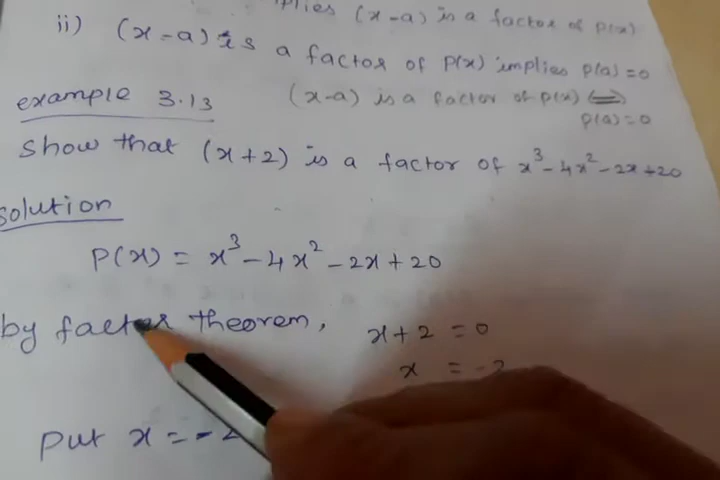 implies (x-a) is a factor of P(x)
ii) (x-a) is a factor of P(x) implies P(a)=0
example 3.13 (x-a) is a factor of P(x) ⟺
P(a)=0
Show that (x+2) is a factor of x³-4x²-2x+20
solution
P(x) = x³-4x²-2x+20
by factor theorem, x+2 = 0
x = -2
Put x = -2